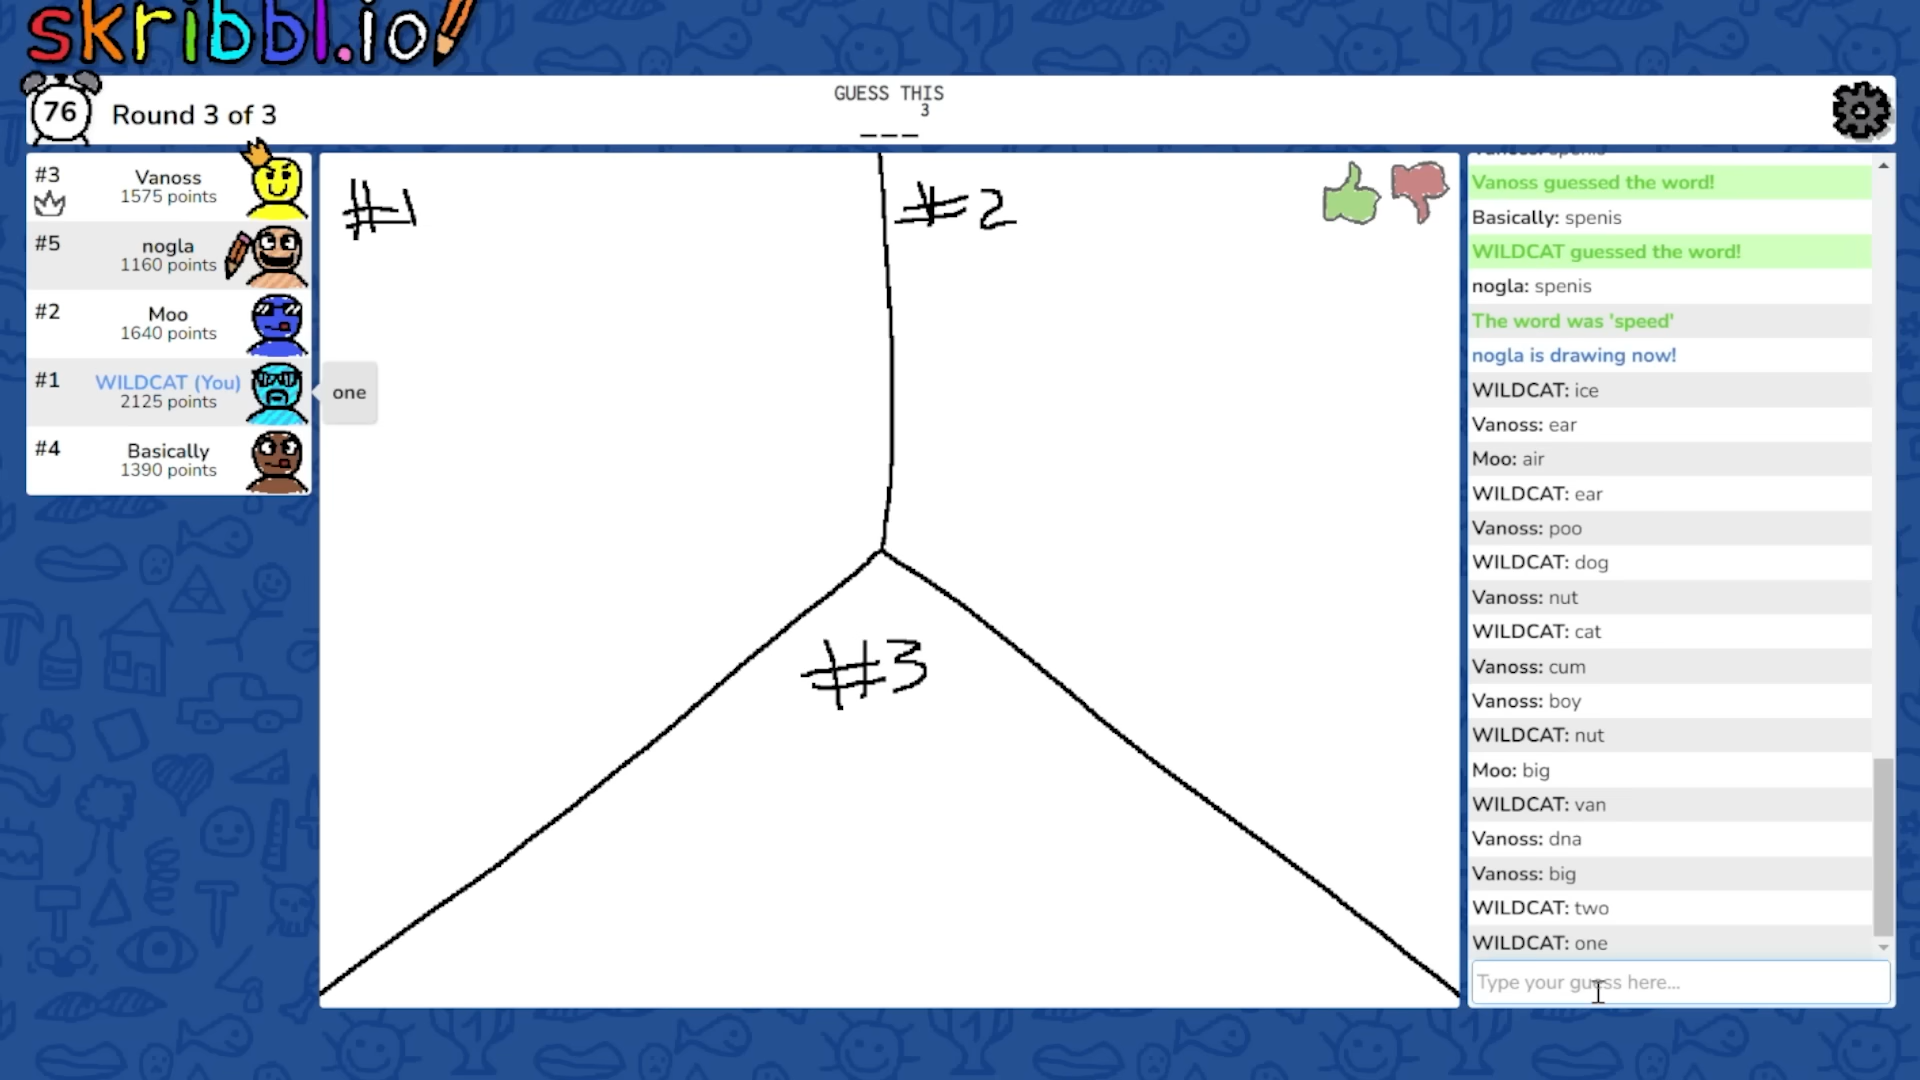 skribbl.io
76
Round 3 of 3
GUESS THIS
3
___
#3
Vanoss
1575 points
#5
nogla
1160 points
#2
Moo
1640 points
#1
WILDCAT (You)
2125 points
#4
Basically
1390 points
one
#1
#2
#3
Vanoss: spenis
Vanoss guessed the word!
Basically: spenis
WILDCAT guessed the word!
nogla: spenis
The word was 'speed'
nogla is drawing now!
WILDCAT: ice
Vanoss: ear
Moo: air
WILDCAT: ear
Vanoss: poo
WILDCAT: dog
Vanoss: nut
WILDCAT: cat
Vanoss: cum
Vanoss: boy
WILDCAT: nut
Moo: big
WILDCAT: van
Vanoss: dna
Vanoss: big
WILDCAT: two
WILDCAT: one
Type your guess here...